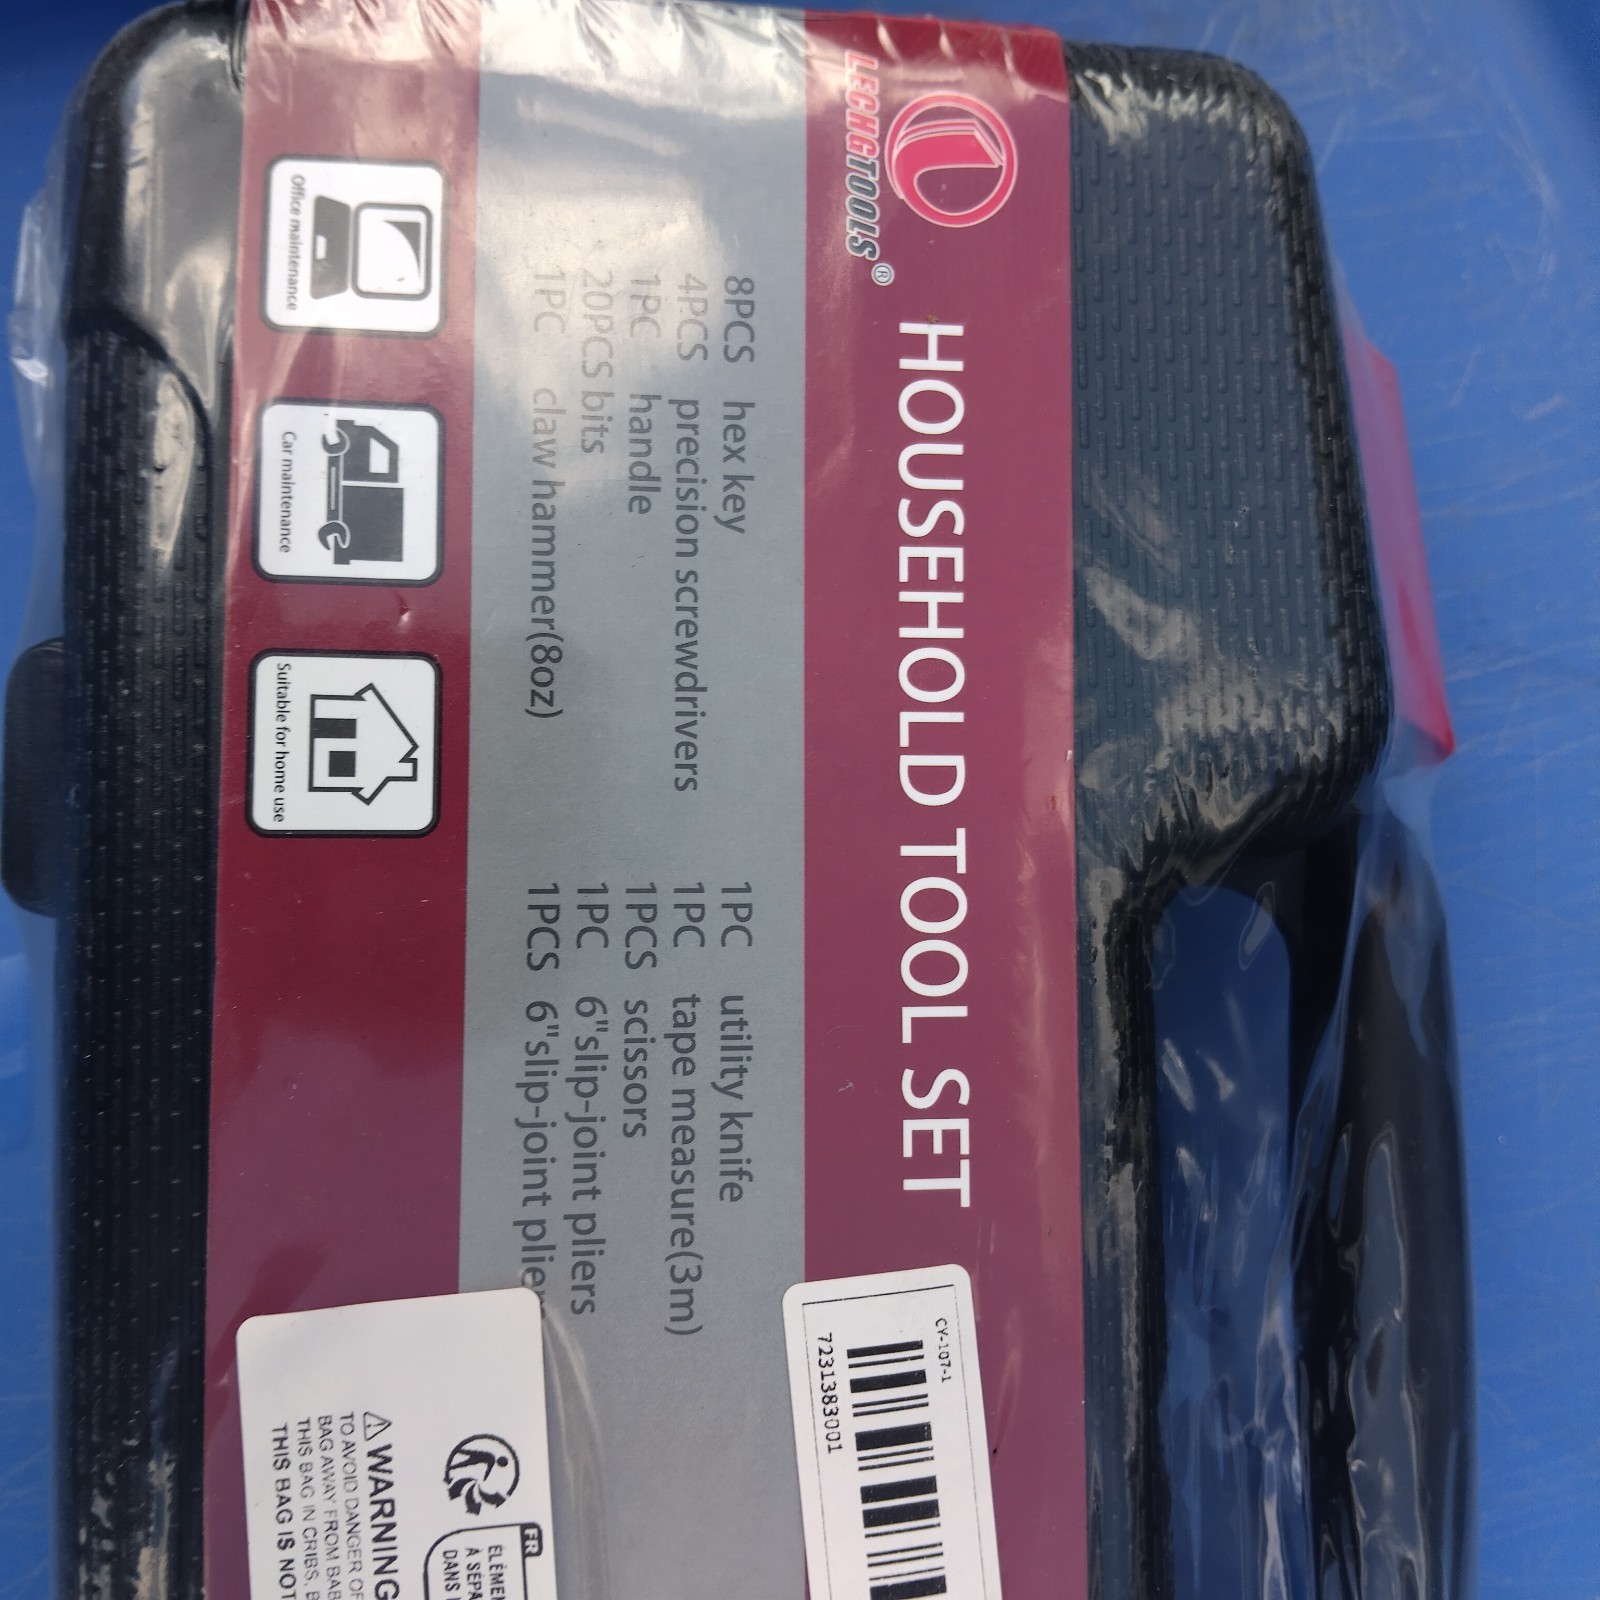 LECHGTOOLS®
HOUSEHOLD TOOL SET
8PCS hex key
4PCS precision screwdrivers
1PC handle
20PCS bits
1PC claw hammer(8oz)
1PC utility knife
1PC tape measure(3m)
1PCS scissors
1PC 6"slip-joint pliers
1PCS 6"slip-joint plier
Office maintenance
Car maintenance
Suitable for home use
CY-107-1
7231383001
FR
ÉLÉMEN
À SÉPA
DANS
⚠WARNING
TO AVOID DANGER OF
BAG AWAY FROM BAB
THIS BAG IN CRIBS, B
THIS BAG IS NOT